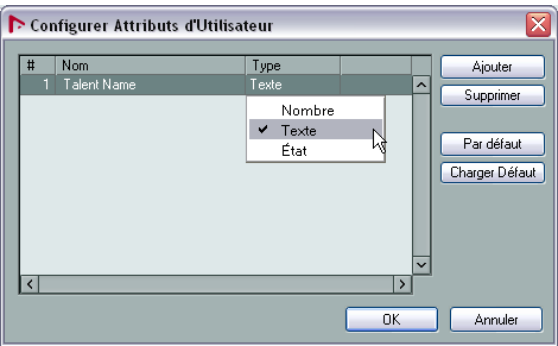 Configurer Attributs d'Utilisateur
# Nom Type
1 Talent Name Texte
Nombre
Texte
État
Ajouter
Supprimer
Par défaut
Charger Défaut
OK Annuler